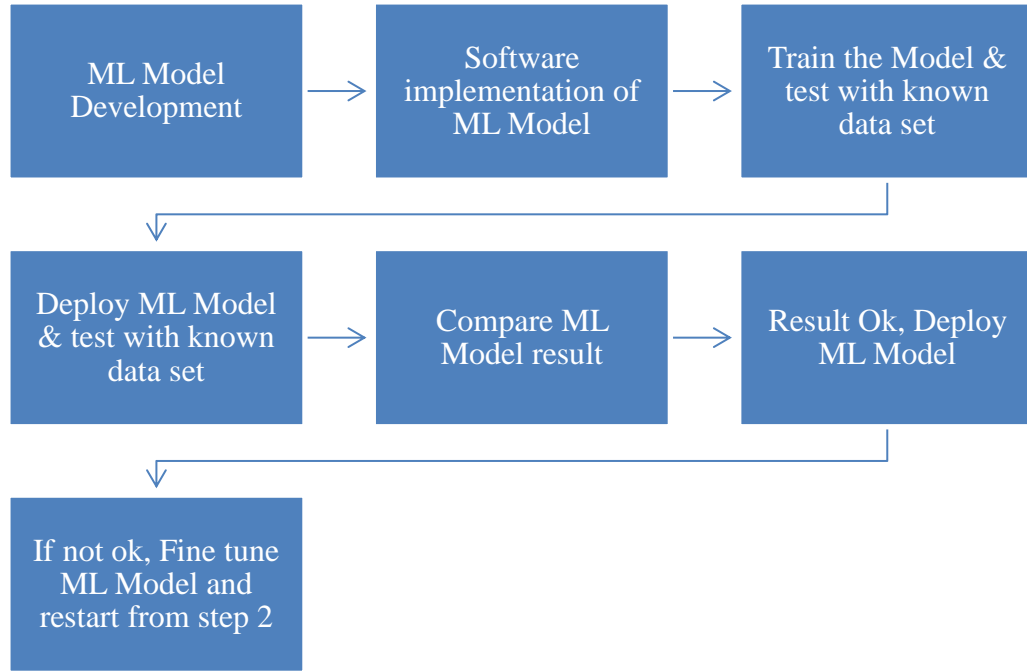 ML Model
Development
Software
implementation of
ML Model
Train the Model &
test with known
data set
Deploy ML Model
& test with known
data set
Compare ML
Model result
Result Ok, Deploy
ML Model
If not ok, Fine tune
ML Model and
restart from step 2